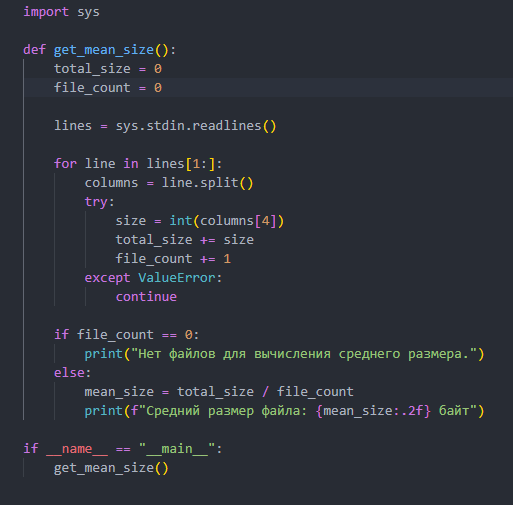 import sys
def get_mean_size():
total_size = 0
file_count = 0
lines = sys.stdin.readlines()
for line in lines[1:]:
columns = line.split()
try:
size = int(columns[4])
total_size += size
file_count += 1
except ValueError:
continue
if file_count == 0:
print("Нет файлов для вычисления среднего размера.")
else:
mean_size = total_size / file_count
print(f"Средний размер файла: {mean_size:.2f} байт")
if __name__ == "__main__":
get_mean_size()